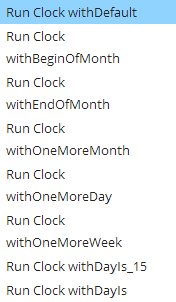 Run Clock withDefault
Run Clock
withBeginOfMonth
Run Clock
withEndOfMonth
Run Clock
withOneMoreMonth
Run Clock
withOneMoreDay
Run Clock
withOneMoreWeek
Run Clock withDayIs_15
Run Clock withDayIs